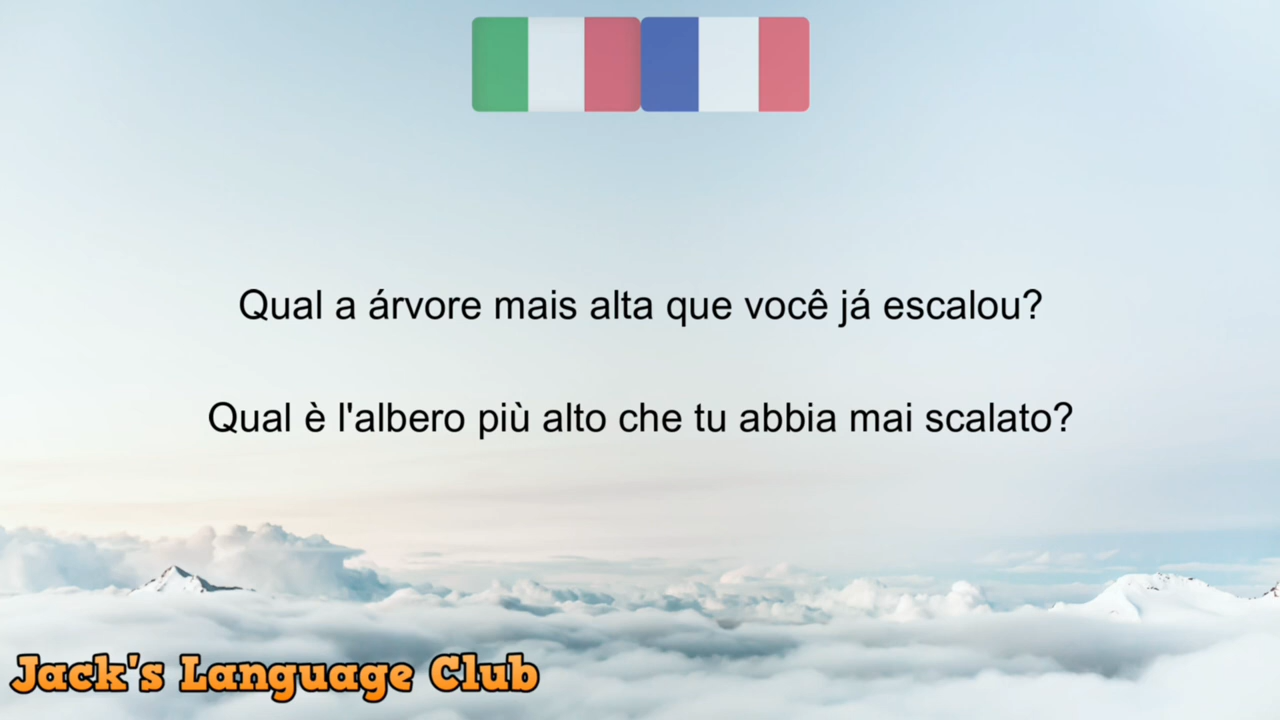 Qual a árvore mais alta que você já escalou?
Qual è l'albero più alto che tu abbia mai scalato?
Jack's Language Club